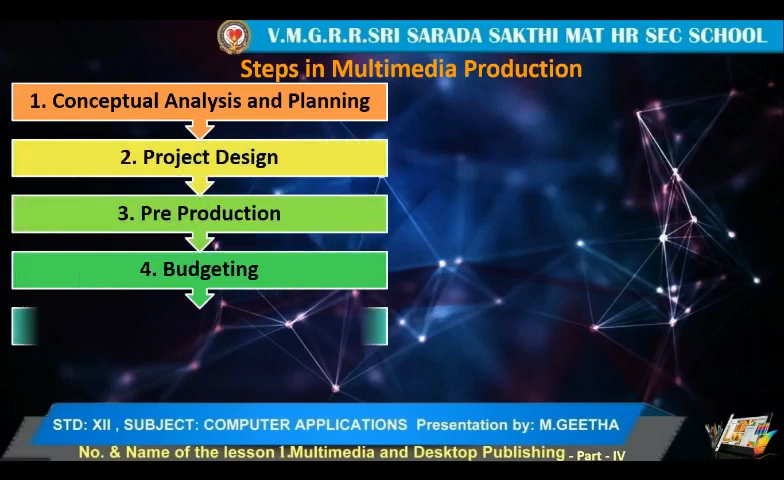 V.M.G.R.R.SRI SARADA SAKTHI MAT HR SEC SCHOOL
Steps in Multimedia Production
1. Conceptual Analysis and Planning
2. Project Design
3. Pre Production
4. Budgeting
STD: XII , SUBJECT: COMPUTER APPLICATIONS Presentation by: M.GEETHA
No. & Name of the lesson 1.Multimedia and Desktop Publishing - Part - IV